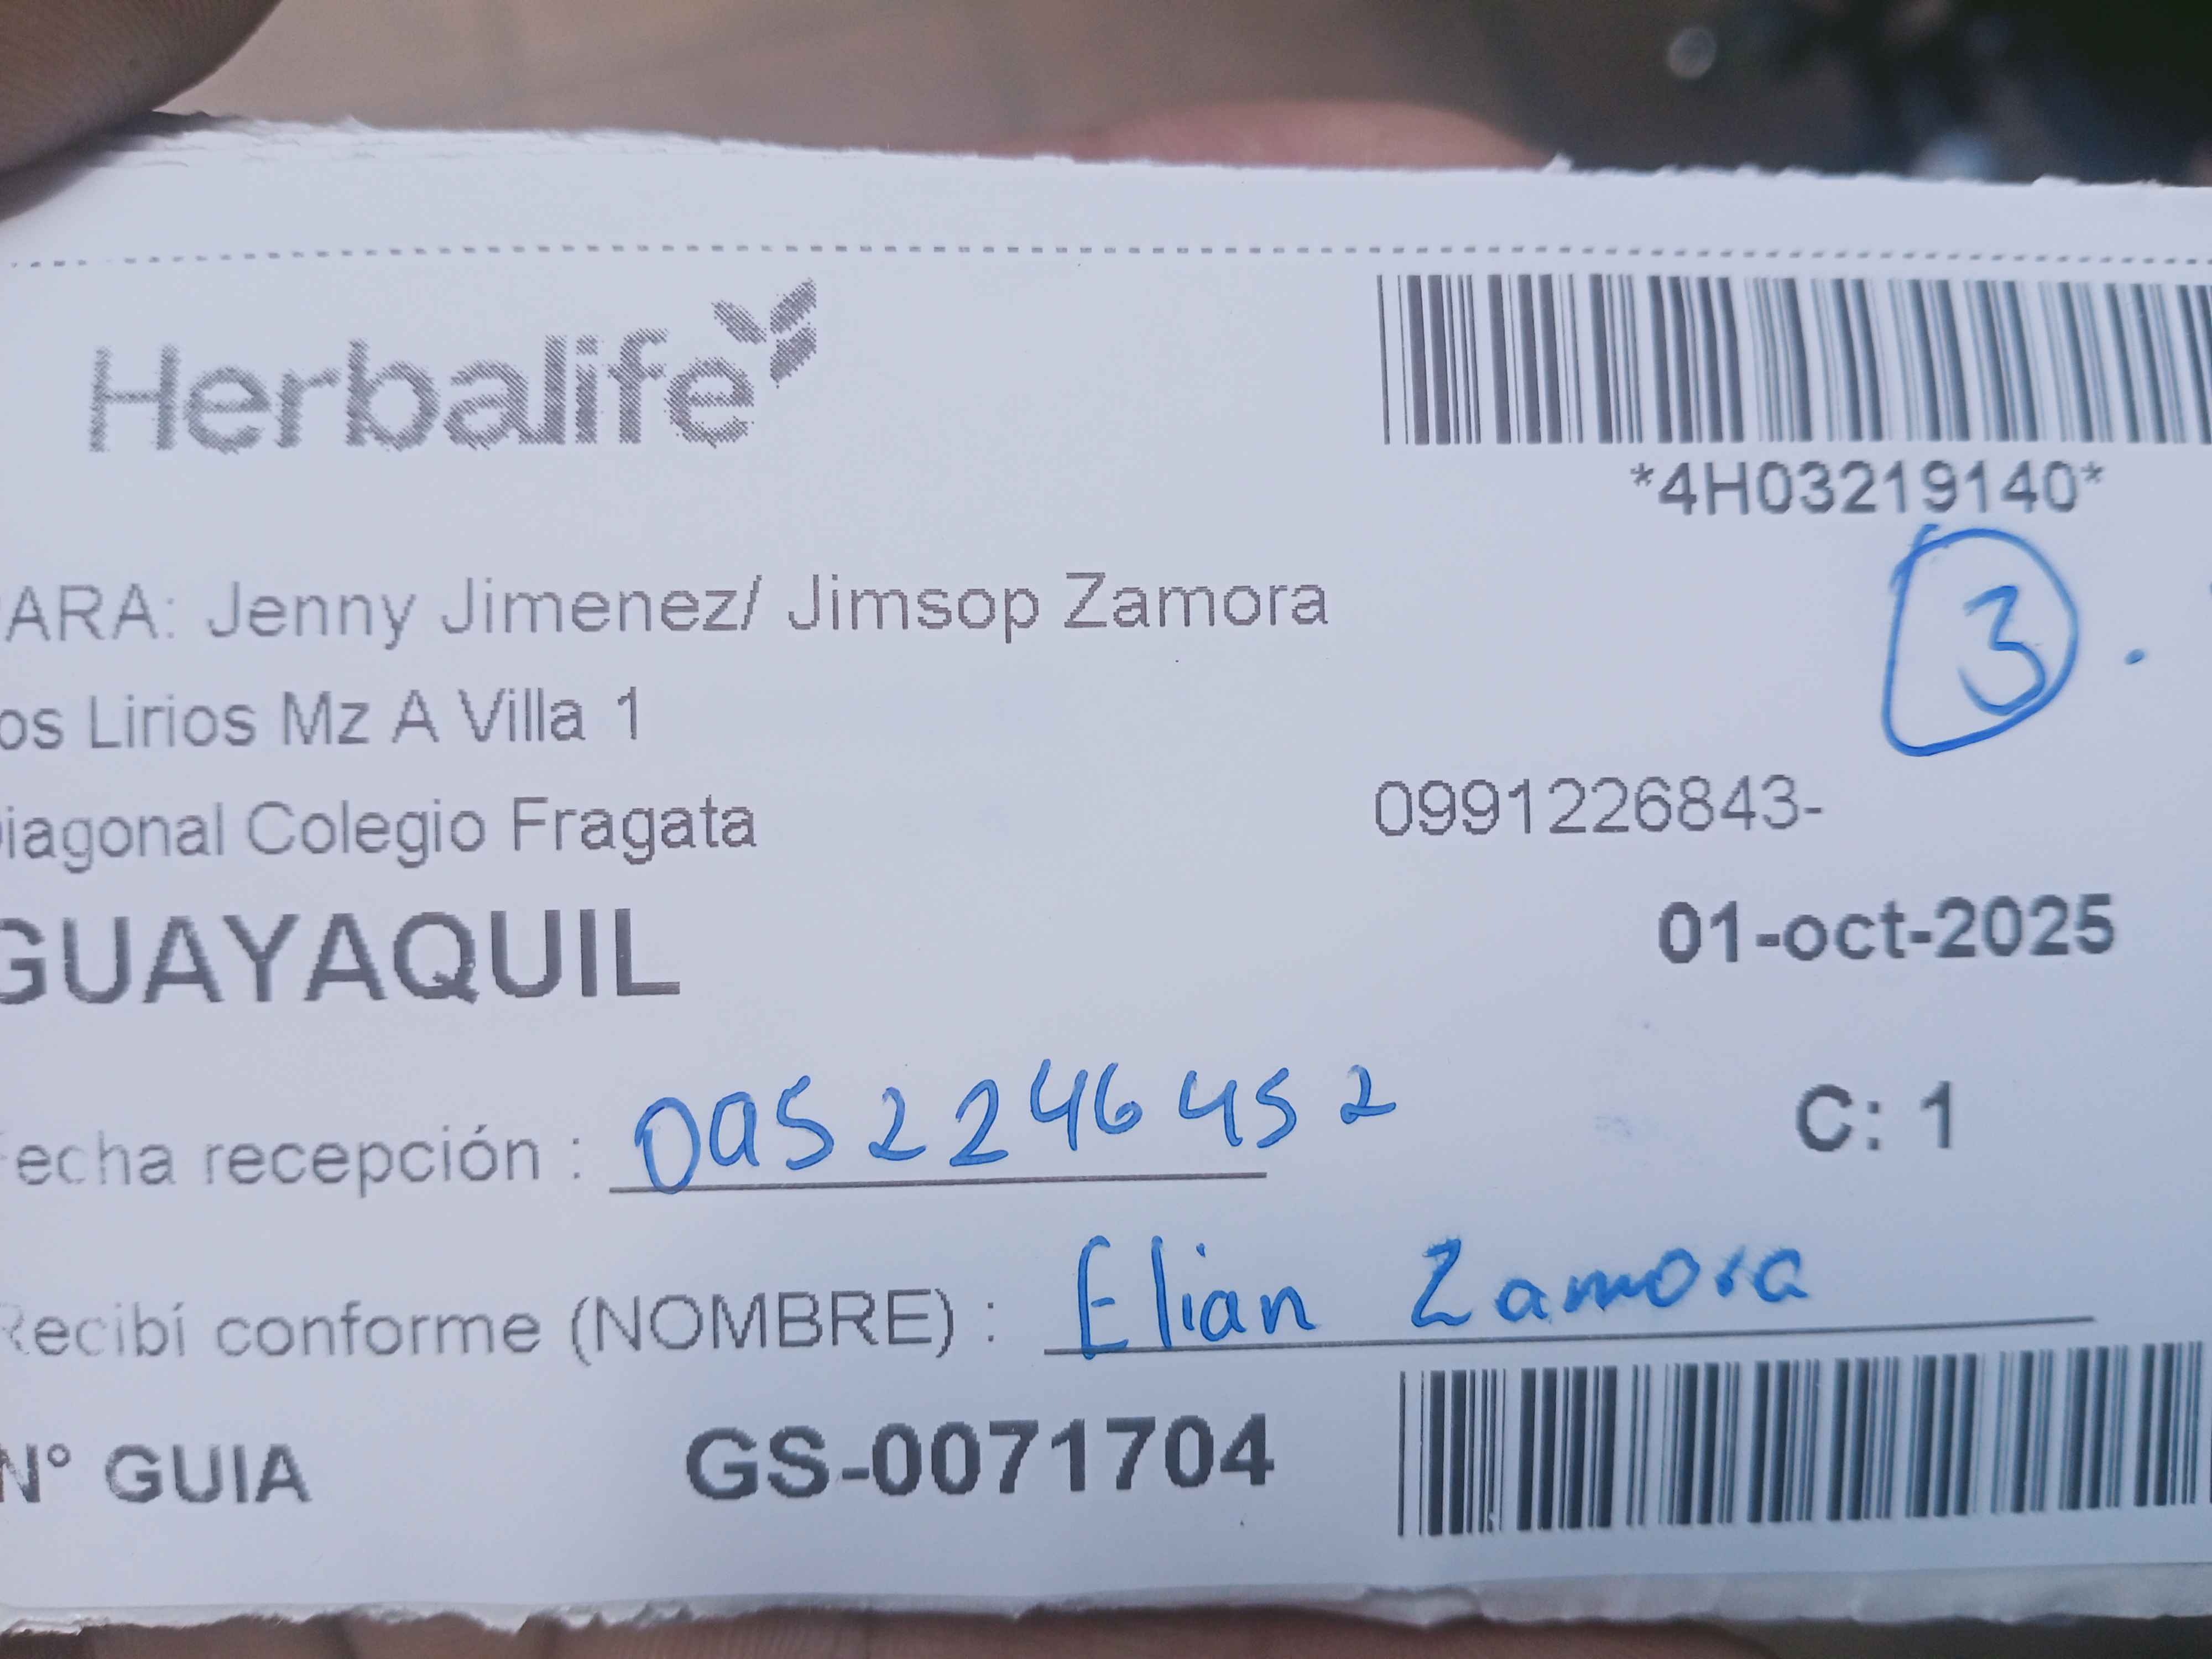 Herbalife
*4H03219140*
ARA: Jenny Jimenez/ Jimsop Zamora
3
os Lirios Mz A Villa 1
iagonal Colegio Fragata
0991226843-
GUAYAQUIL
01-oct-2025
echa recepción : 0952246452
C: 1
Recibí conforme (NOMBRE) : Elian Zamora
N° GUIA GS-0071704